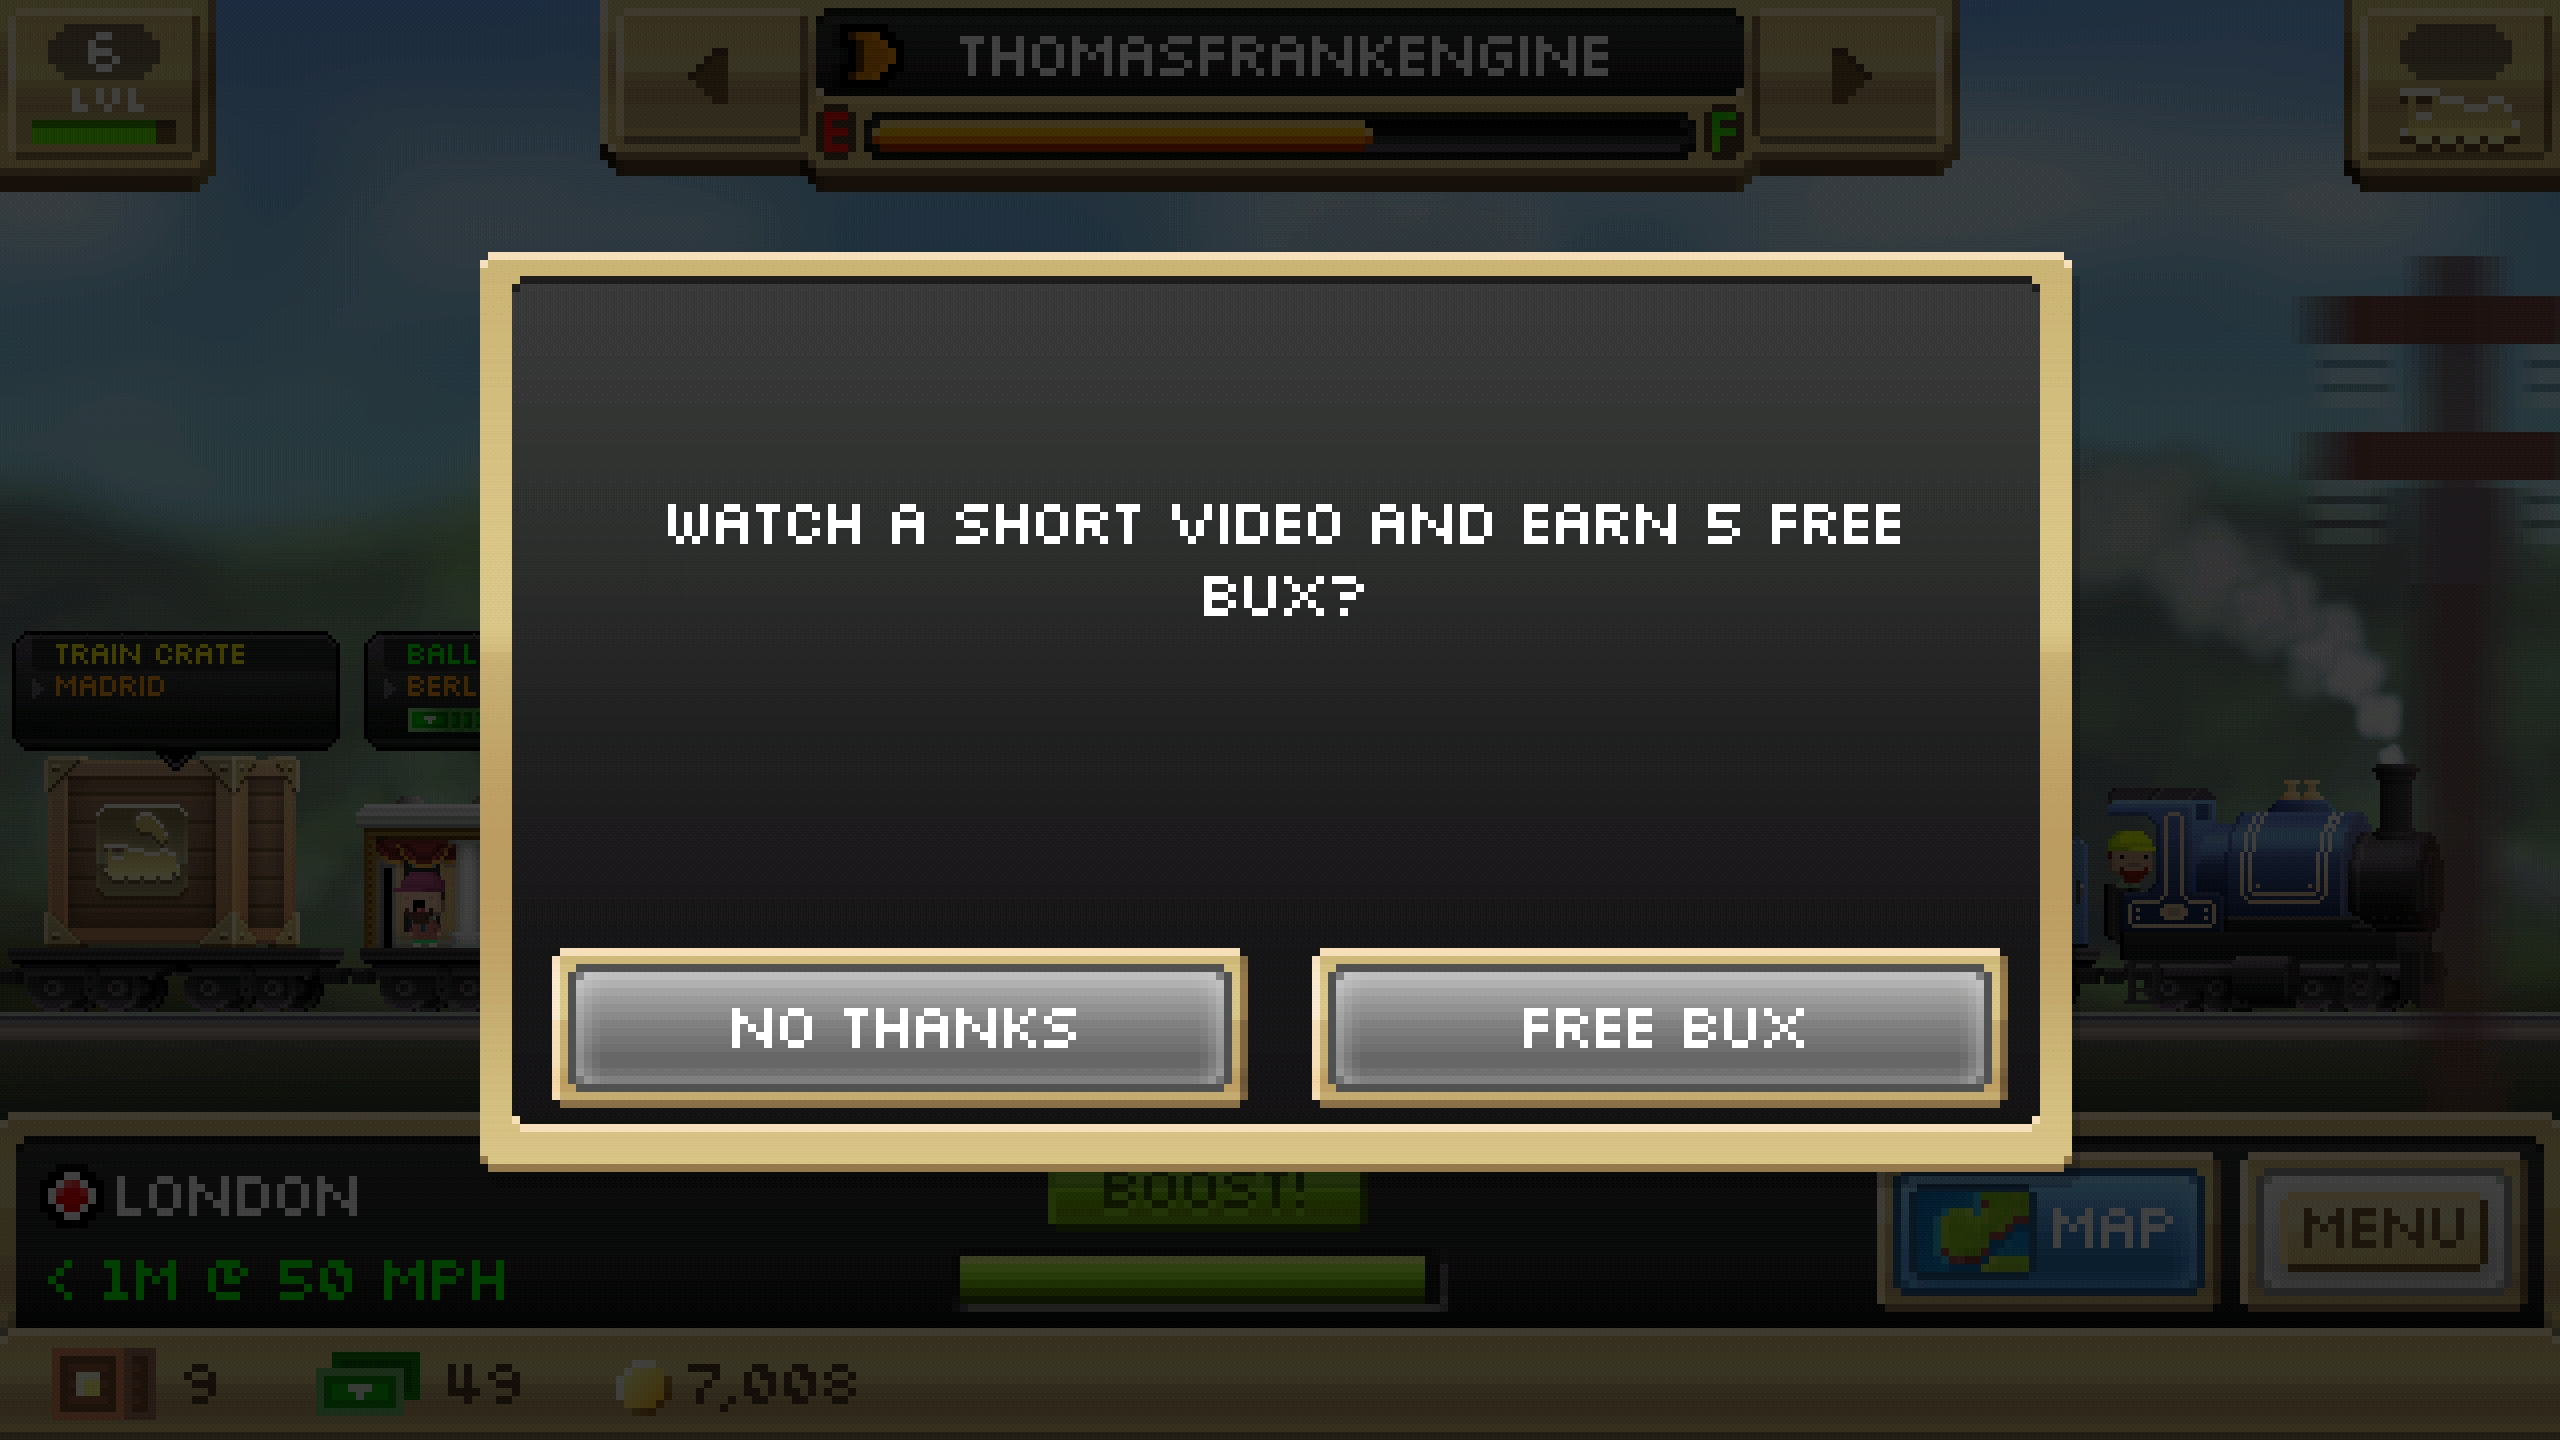 6
LVL
THOMASFRANKENGINE
E
F
WATCH A SHORT VIDEO AND EARN 5 FREE
BUX?
TRAIN CRATE
MADRID
BALL
BERL
NO THANKS
FREE BUX
LONDON
< 1M @ 50 MPH
BOOST!
MAP
MENU
9
49
7,008